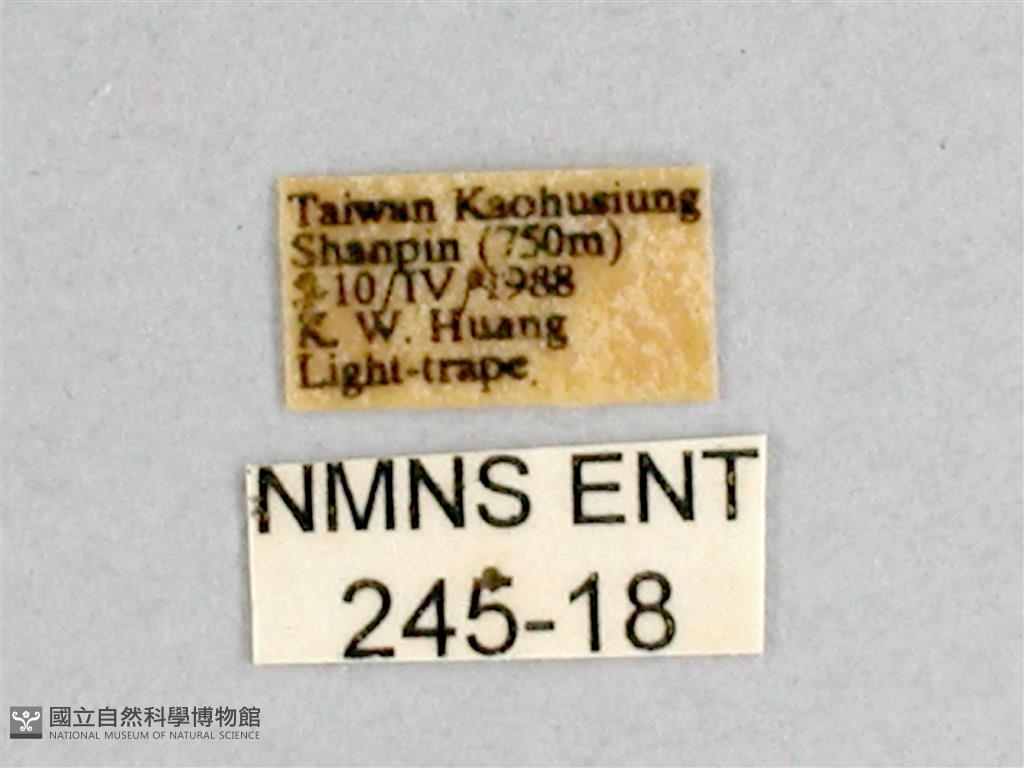 Taiwan Kaohusiung
Shanpin (750m)
10/IV/1988
K. W. Huang
Light-trape
NMNS ENT
245-18
國立自然科學博物館
NATIONAL MUSEUM OF NATURAL SCIENCE